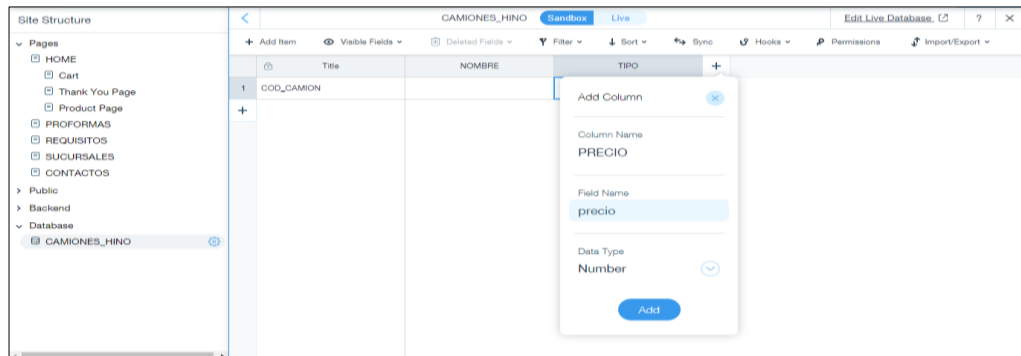 Site Structure
CAMIONES_HINO Sandbox Live Edit Live Database ?
Pages
HOME
Cart
Thank You Page
Product Page
PROFORMAS
REQUISITOS
SUCURSALES
CONTACTOS
Public
Backend
Database
CAMIONES_HINO
+ Add Item Visible Fields Deleted Fields Filter Sort Sync Hooks Permissions Import/Export
Title NOMBRE TIPO +
1 COD_CAMION
+
Add Column
Column Name
PRECIO
Field Name
precio
Data Type
Number
Add